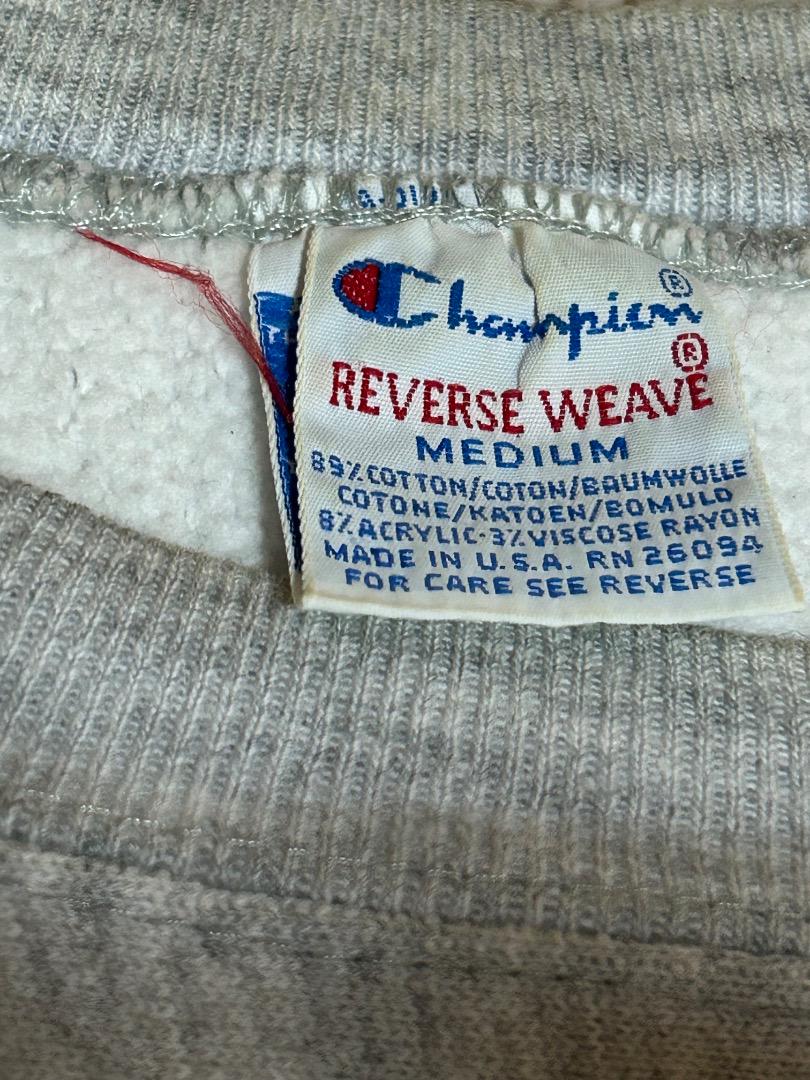 Champion®
REVERSE WEAVE®
MEDIUM
89%COTTON/COTON/BAUMWOLLE
COTONE/KATOEN/BOMULD
8%ACRYLIC·3%VISCOSE RAYON
MADE IN U.S.A. RN 26094
FOR CARE SEE REVERSE